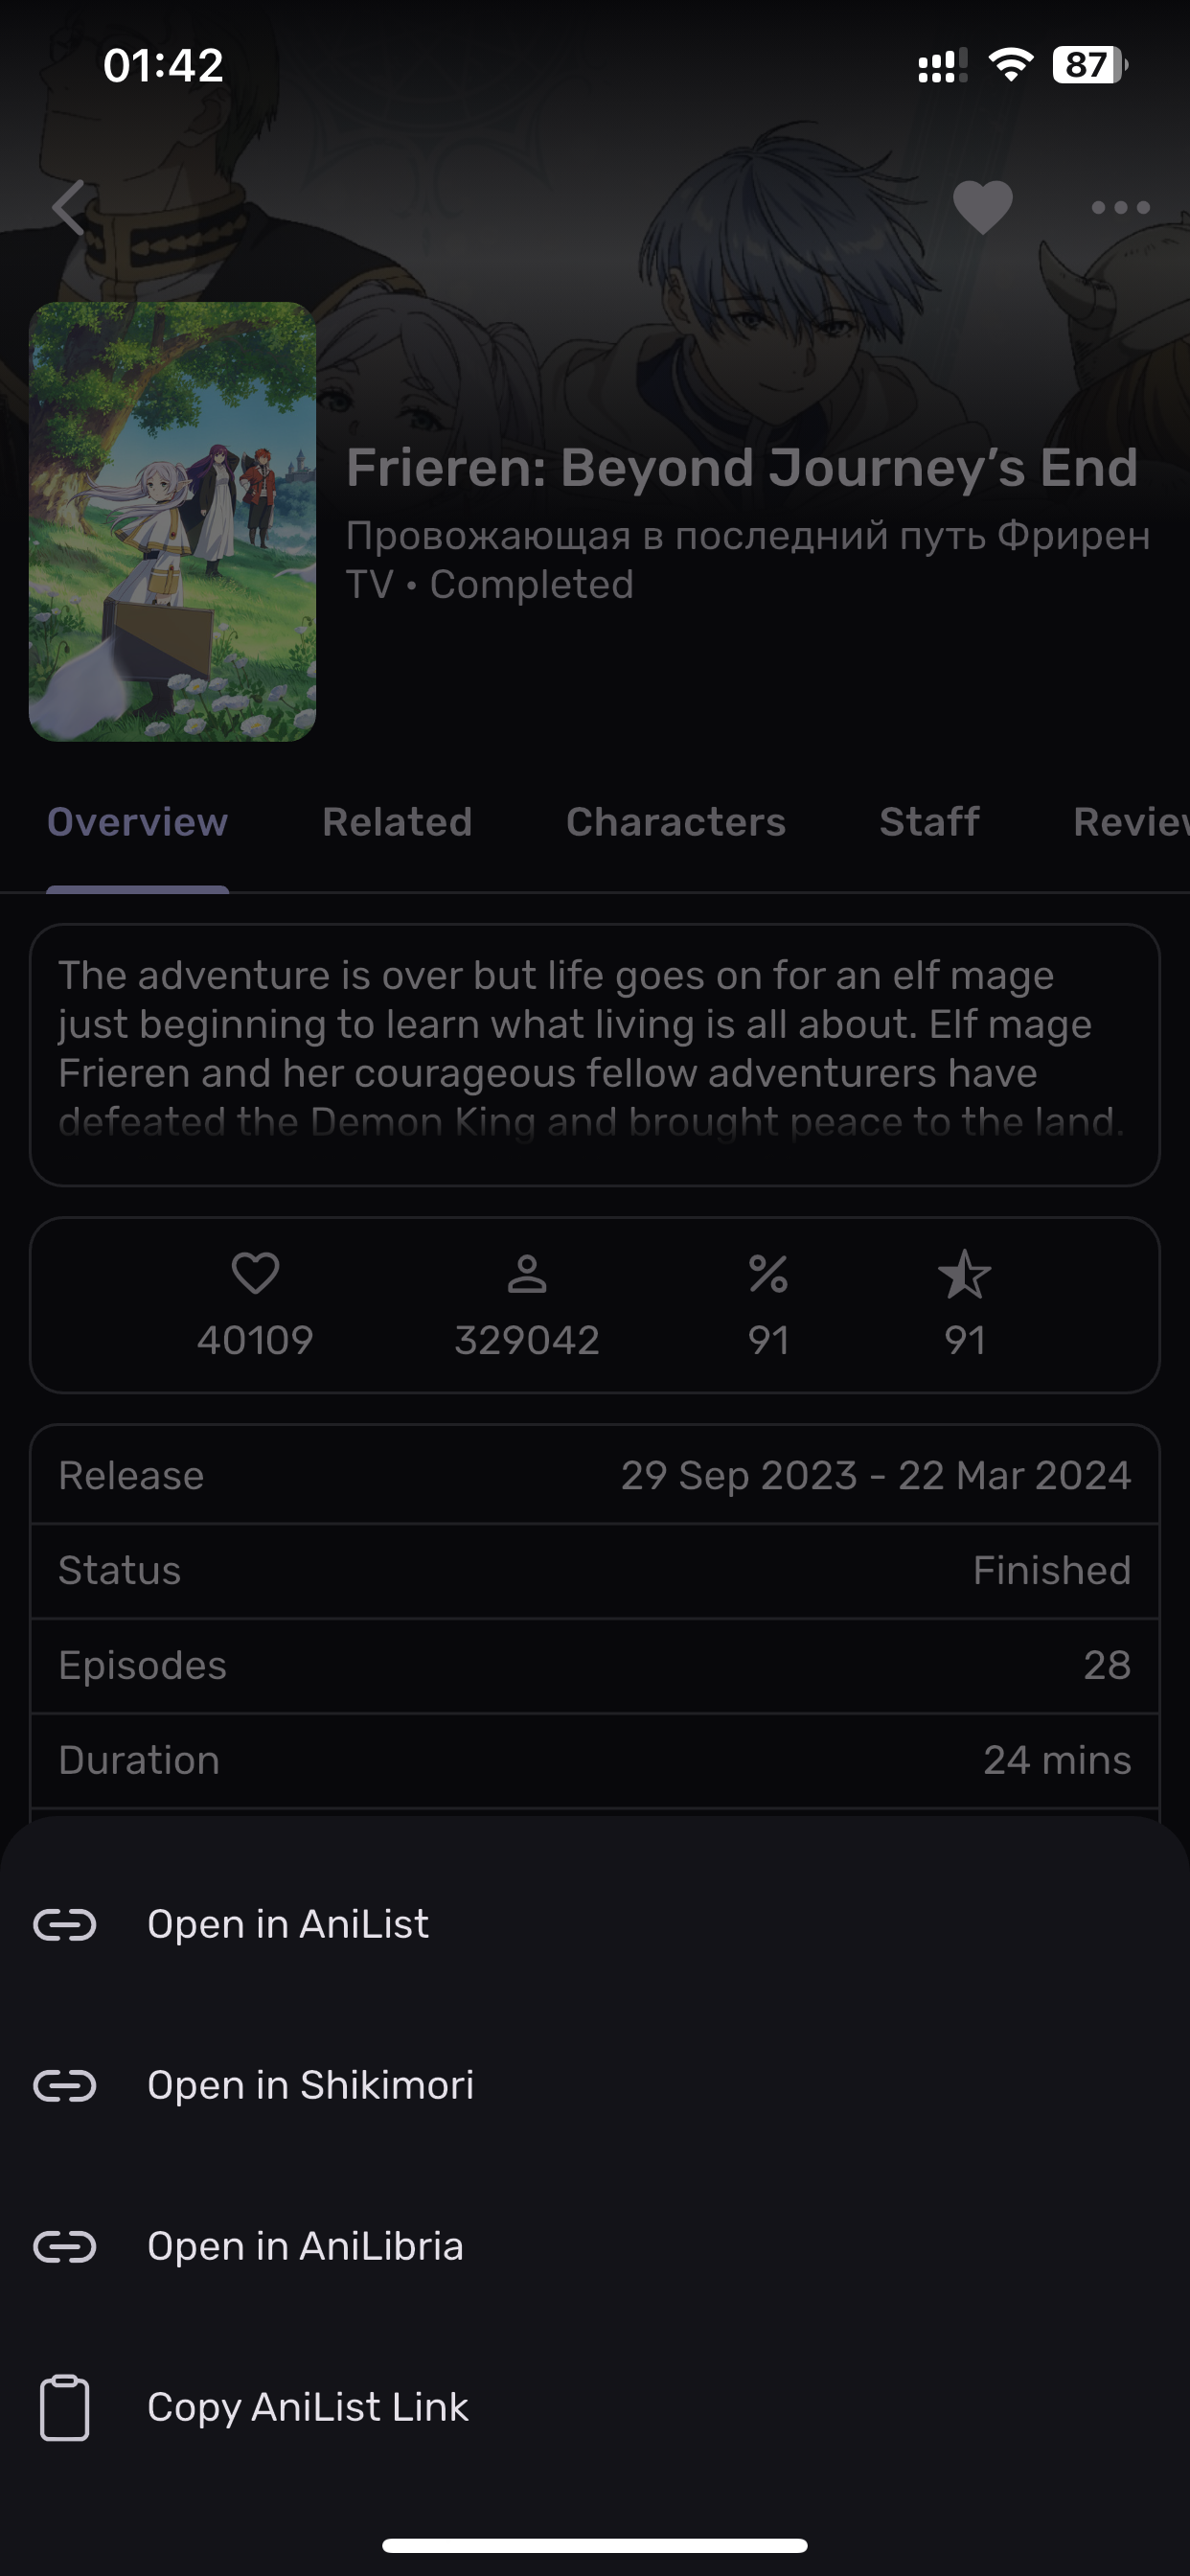 01:42
87
Frieren: Beyond Journey’s End
Провожающая в последний путь Фрирен
TV • Completed
Overview Related Characters Staff Review
The adventure is over but life goes on for an elf mage
just beginning to learn what living is all about. Elf mage
Frieren and her courageous fellow adventurers have
defeated the Demon King and brought peace to the land.
40109 329042 91 91
Release 29 Sep 2023 - 22 Mar 2024
Status Finished
Episodes 28
Duration 24 mins
Open in AniList
Open in Shikimori
Open in AniLibria
Copy AniList Link